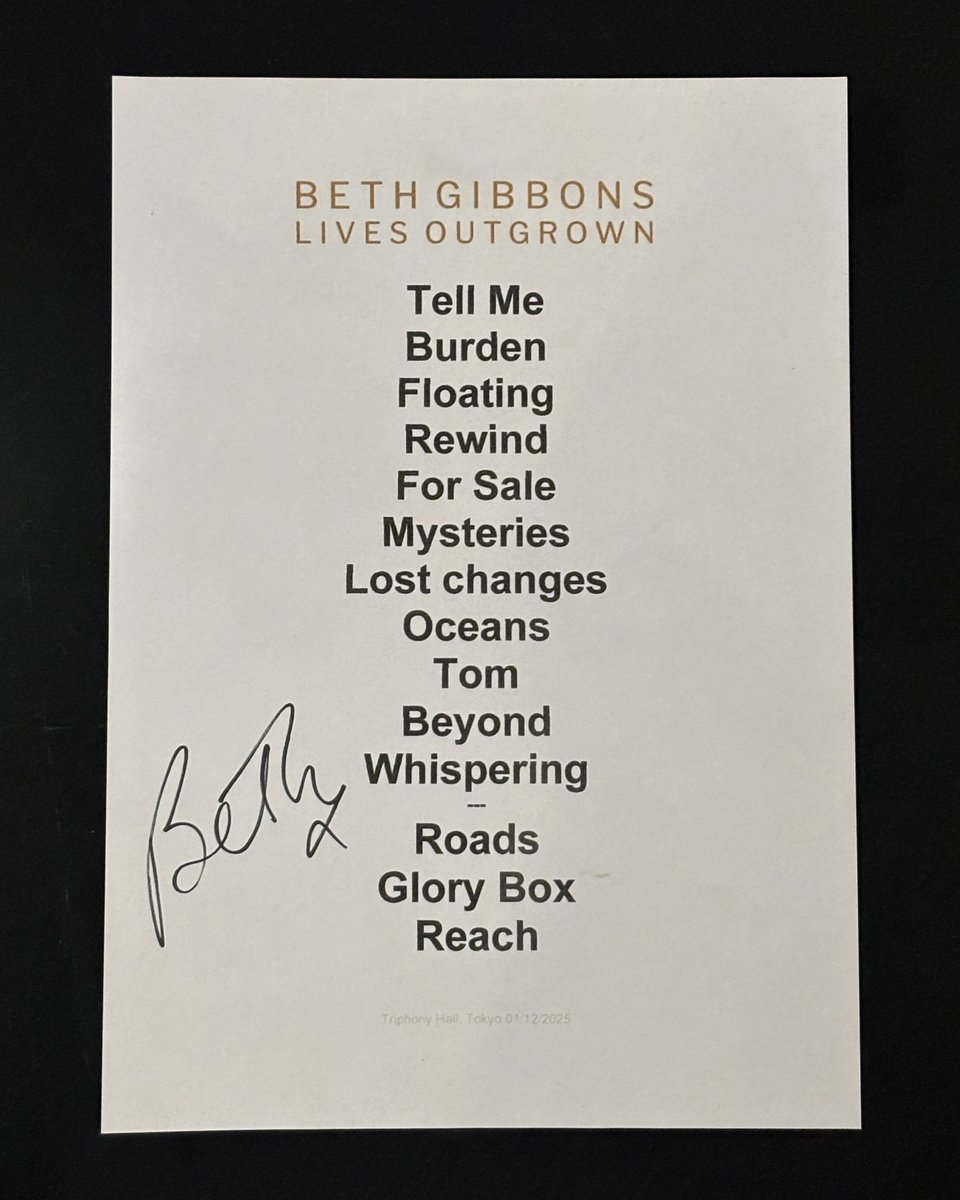 BETH GIBBONS
LIVES OUTGROWN
Tell Me
Burden
Floating
Rewind
For Sale
Mysteries
Lost changes
Oceans
Tom
Beyond
Whispering
---
Roads
Glory Box
Reach
Beth x
Triphony Hall, Tokyo 01/12/2025